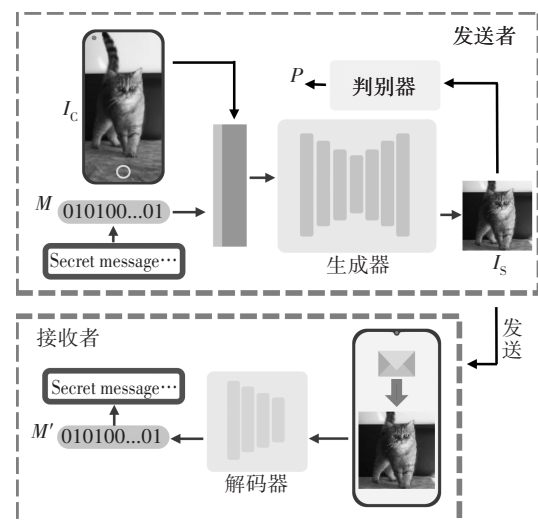 发送者
P
判别器
I_C
M
010100...01
Secret message…
生成器
I_S
发送
接收者
Secret message…
M′
010100...01
解码器